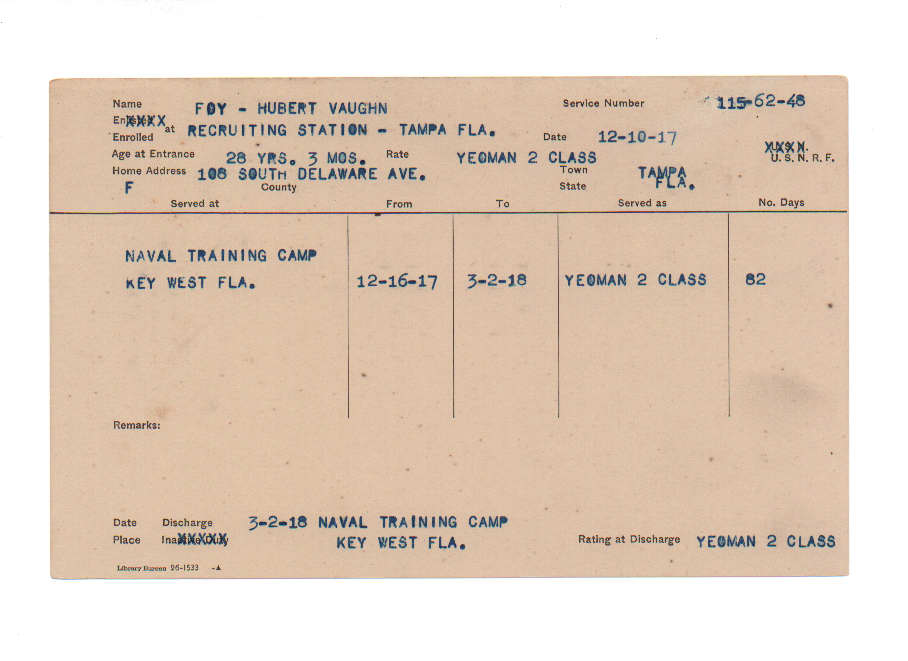 Name FOY - HUBERT VAUGHN Service Number 115-62-48
Enrolled at RECRUITING STATION - TAMPA FLA. Date 12-10-17
U. S. N. R. F.
Age at Entrance 28 YRS. 3 MOS. Rate YEOMAN 2 CLASS
Home Address 108 SOUTH DELAWARE AVE. Town TAMPA
F County State FLA.
Served at From To Served as No. Days
NAVAL TRAINING CAMP
KEY WEST FLA. 12-16-17 3-2-18 YEOMAN 2 CLASS 82
Remarks:
Date Discharge 3-2-18 NAVAL TRAINING CAMP
Place Inactive Duty KEY WEST FLA. Rating at Discharge YEOMAN 2 CLASS
Library Bureau 26-1533 -A